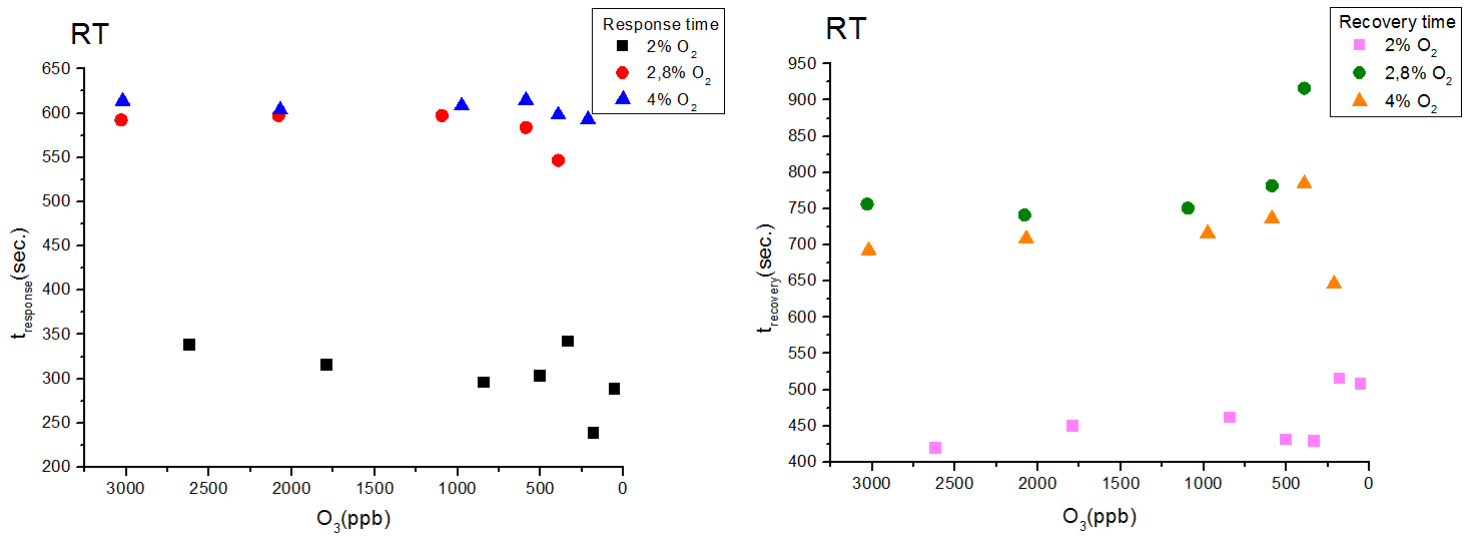 RT
Response time
2% O2
2,8% O2
4% O2
650
600
550
500
450
400
350
300
250
200
tresponse(sec.)
3000 2500 2000 1500 1000 500 0
O3(ppb)
RT
Recovery time
2% O2
2,8% O2
4% O2
950
900
850
800
750
700
650
600
550
500
450
400
trecovery(sec.)
3000 2500 2000 1500 1000 500 0
O3(ppb)